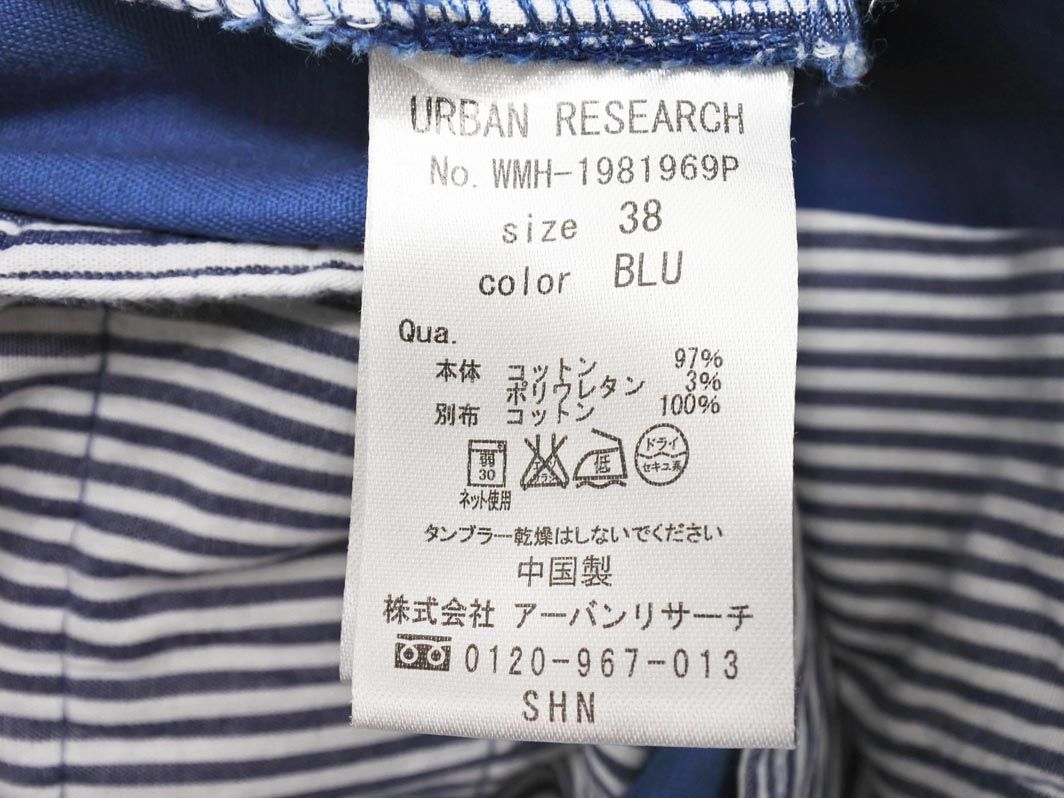 URBAN RESEARCH
No. WMH-1981969P
size 38
color BLU
Qua.
本体 コットン 97%
ポリウレタン 3%
別布 コットン 100%
弱 30 低 ドライ セキユ系
ネット使用
タンブラー乾燥はしないでください
中国製
株式会社 アーバンリサーチ
0120-967-013
SHN